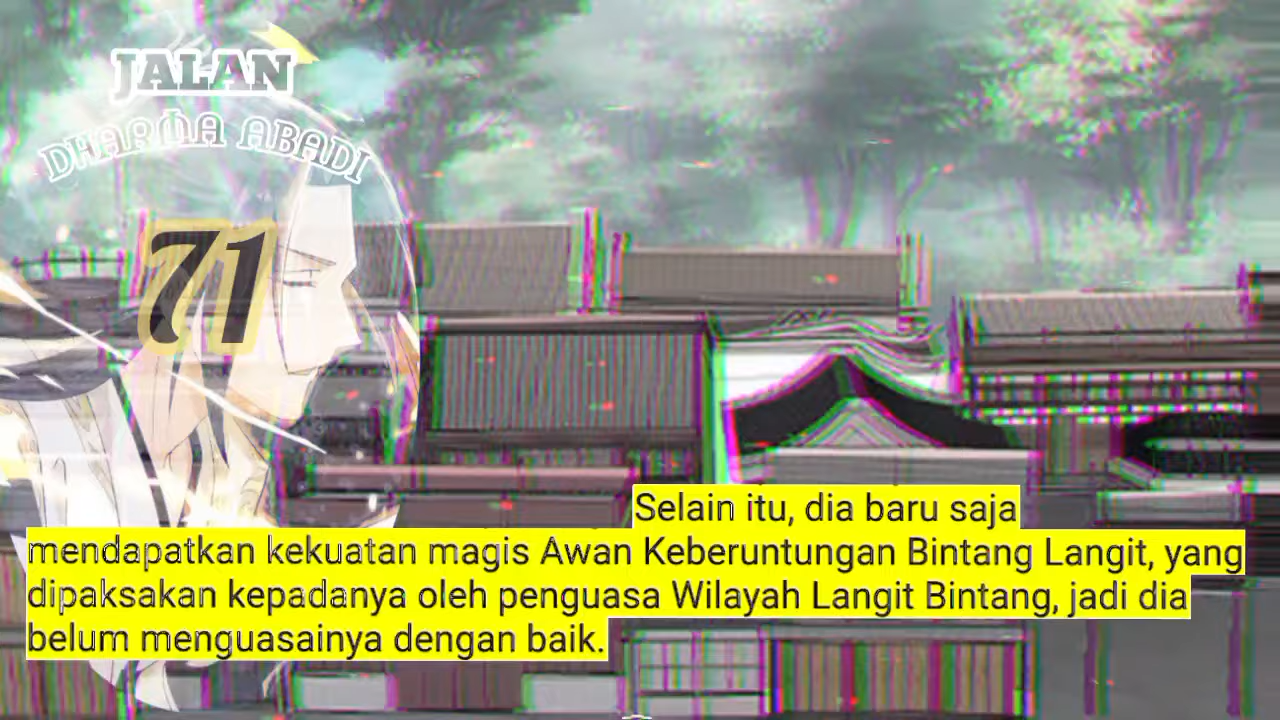 JALAN
DHARMA ABADI
71
Selain itu, dia baru saja
mendapatkan kekuatan magis Awan Keberuntungan Bintang Langit, yang
dipaksakan kepadanya oleh penguasa Wilayah Langit Bintang, jadi dia
belum menguasainya dengan baik.